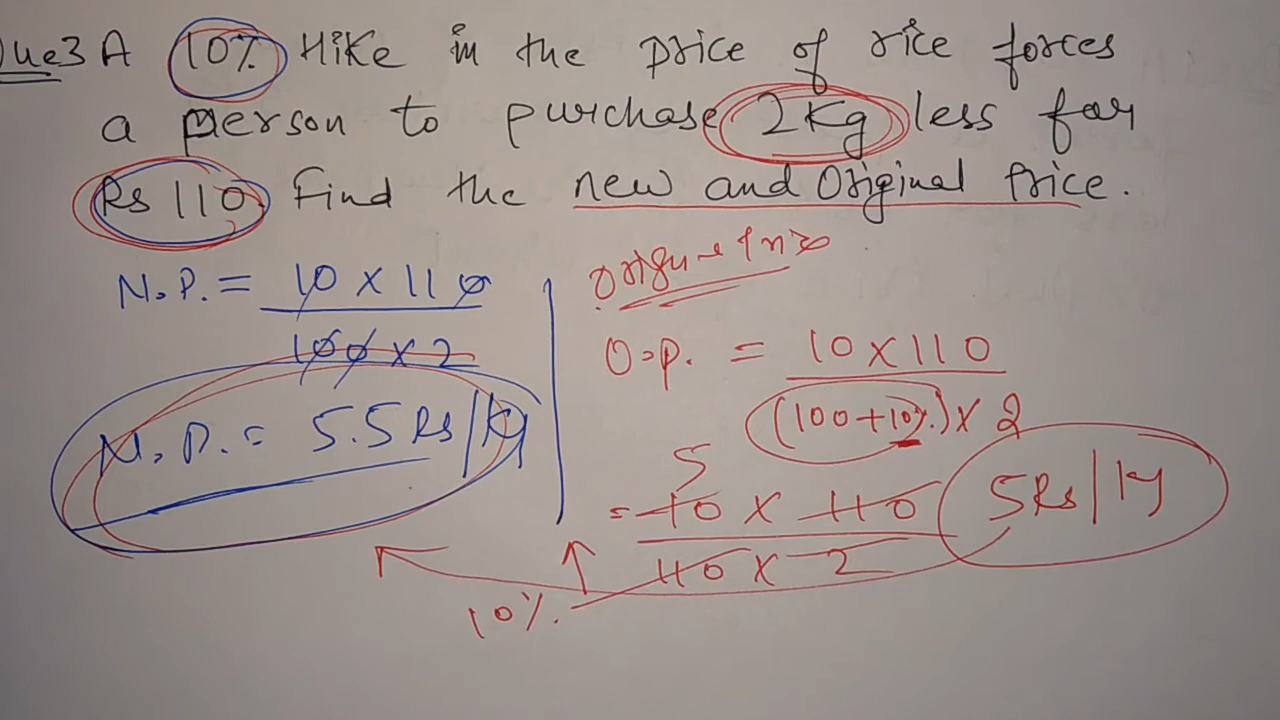 Que3 A 10% Hike in the price of rice forces
a person to purchase 2Kg less for
Rs 110. Find the new and Original Price.
N.P. = 10 x 110
100 x 2
N.P. = 5.5 Rs/kg
O.P. = 10 x 110
(100+10%) x 2
5
= 10 x 110
110 x 2
5Rs/kg
10%.